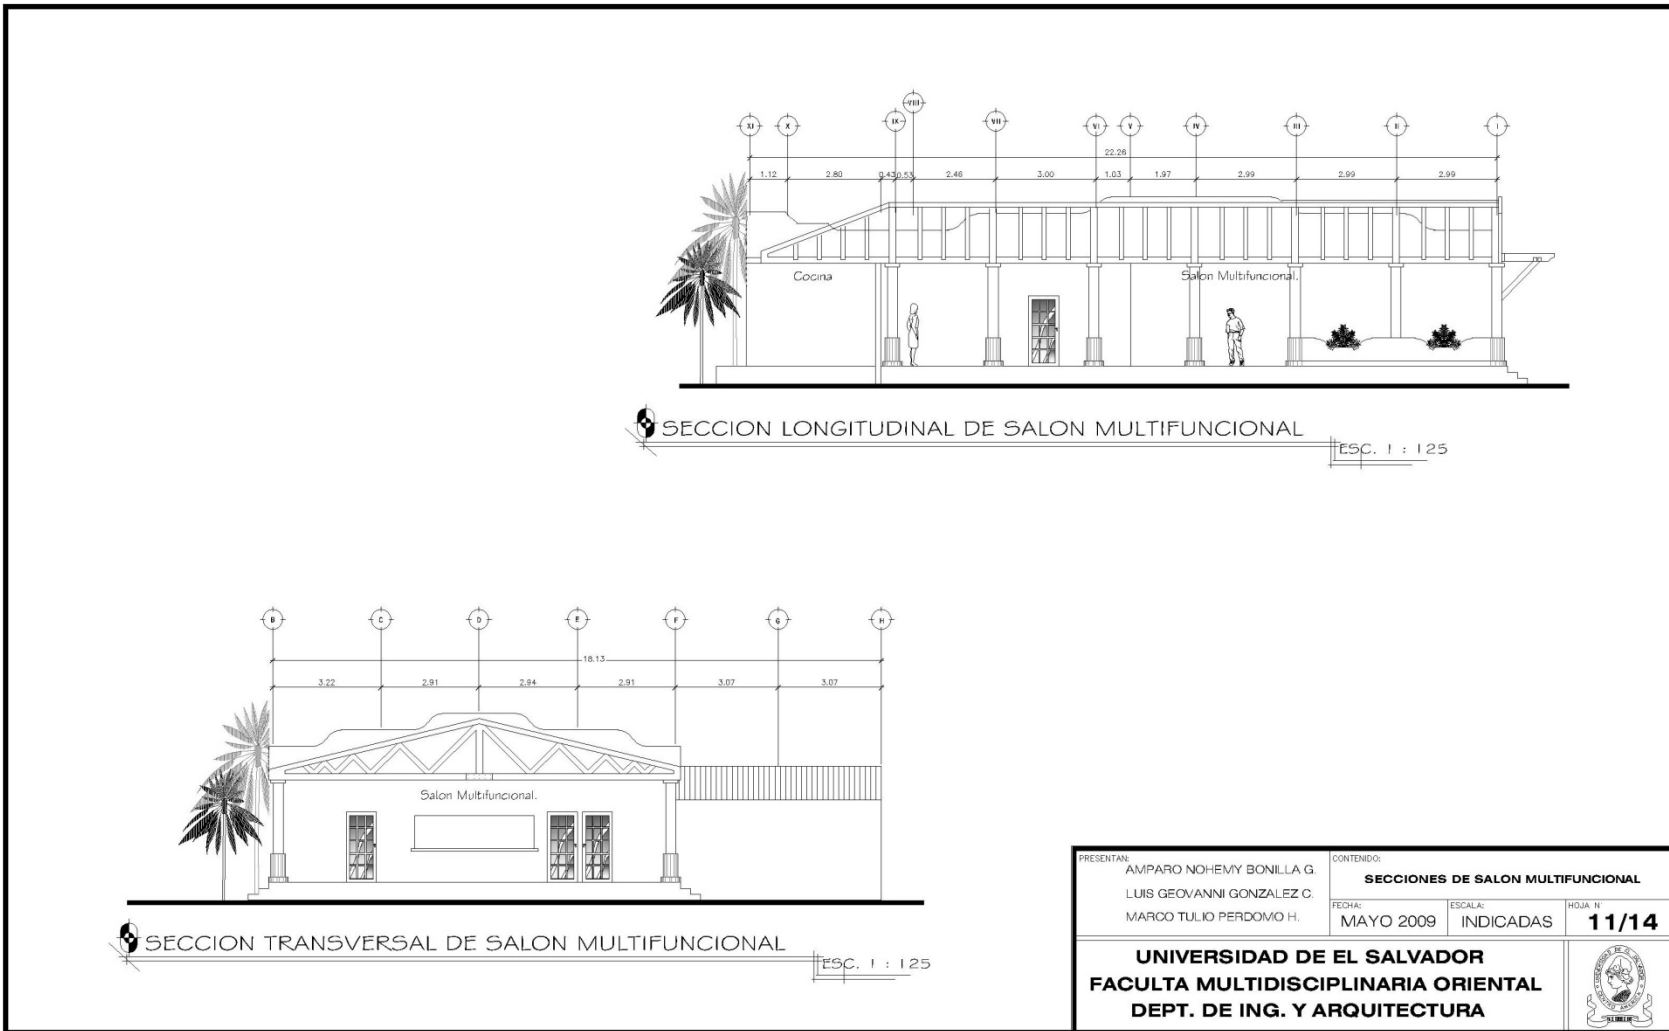 VIII
XI X IX VII VI V IV III II I
22.26
1.12 2.80 0.43 0.53 2.46 3.00 1.03 1.97 2.99 2.99 2.99
Cocina Salon Multifuncional.
SECCION LONGITUDINAL DE SALON MULTIFUNCIONAL
ESC. 1 : 125
B C D E F G H
18.13
3.22 2.91 2.94 2.91 3.07 3.07
Salon Multifuncional.
SECCION TRANSVERSAL DE SALON MULTIFUNCIONAL
ESC. 1 : 125
PRESENTAN:
AMPARO NOHEMY BONILLA G.
LUIS GEOVANNI GONZALEZ C.
MARCO TULIO PERDOMO H.
CONTENIDO:
SECCIONES DE SALON MULTIFUNCIONAL
FECHA:
MAYO 2009
ESCALA:
INDICADAS
HOJA N°
11/14
UNIVERSIDAD DE EL SALVADOR
FACULTA MULTIDISCIPLINARIA ORIENTAL
DEPT. DE ING. Y ARQUITECTURA